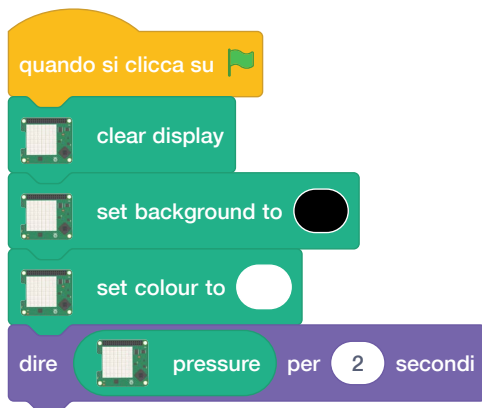 quando si clicca su
clear display
set background to
set colour to
dire pressure per 2 secondi